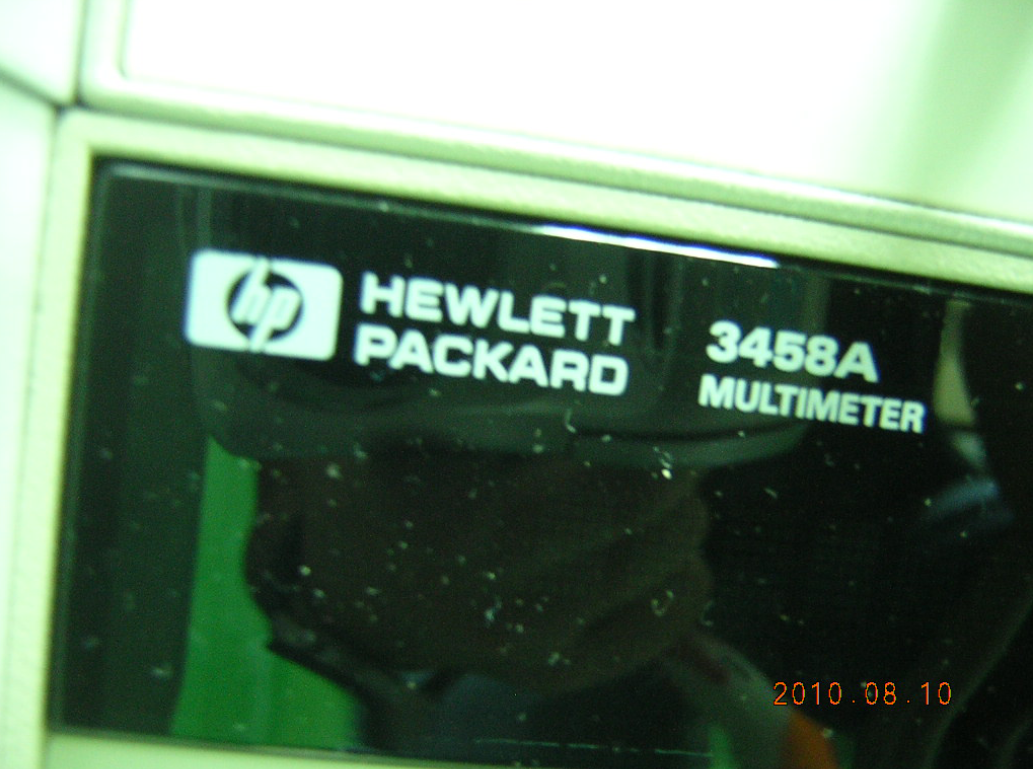 hp
HEWLETT
PACKARD
3458A
MULTIMETER
2010.08.10